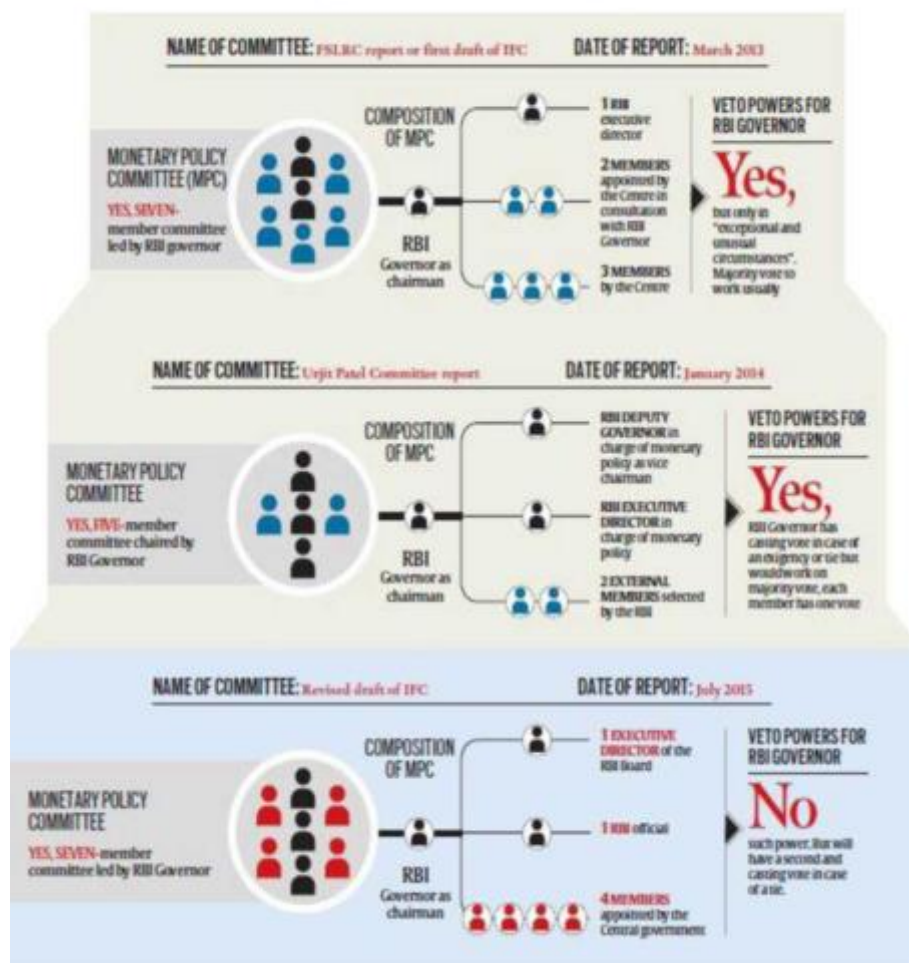 NAME OF COMMITTEE: FSLRC report or first draft of IFC
DATE OF REPORT: March 2013
MONETARY POLICY
COMMITTEE (MPC)
YES, SEVEN-
member committee
led by RBI governor
COMPOSITION
OF MPC
RBI
Governor as
chairman
1 RBI
executive
director
2 MEMBERS
appointed by
the Centre in
consultation
with RBI
Governor
3 MEMBERS
by the Centre
VETO POWERS FOR
RBI GOVERNOR
Yes,
but only in
"exceptional and
unusual
circumstances".
Majority vote to
work usually
NAME OF COMMITTEE: Urjit Patel Committee report
DATE OF REPORT: January 2014
MONETARY POLICY
COMMITTEE
YES, FIVE-member
committee chaired by
RBI Governor
COMPOSITION
OF MPC
RBI
Governor as
chairman
RBI DEPUTY
GOVERNOR in
charge of monetary
policy as vice
chairman
RBI EXECUTIVE
DIRECTOR in
charge of monetary
policy
2 EXTERNAL
MEMBERS selected
by the RBI
VETO POWERS FOR
RBI GOVERNOR
Yes,
RBI Governor has
casting vote in case of
an exigency or tie but
would work on
majority vote, each
member has one vote
NAME OF COMMITTEE: Revised draft of IFC
DATE OF REPORT: July 2015
MONETARY POLICY
COMMITTEE
YES, SEVEN-member
committee led by RBI Governor
COMPOSITION
OF MPC
RBI
Governor as
chairman
1 EXECUTIVE
DIRECTOR of the
RBI Board
1 RBI official
4 MEMBERS
appointed by the
Central government
VETO POWERS FOR
RBI GOVERNOR
No
such power. But will
have a second and
casting vote in case
of a tie.